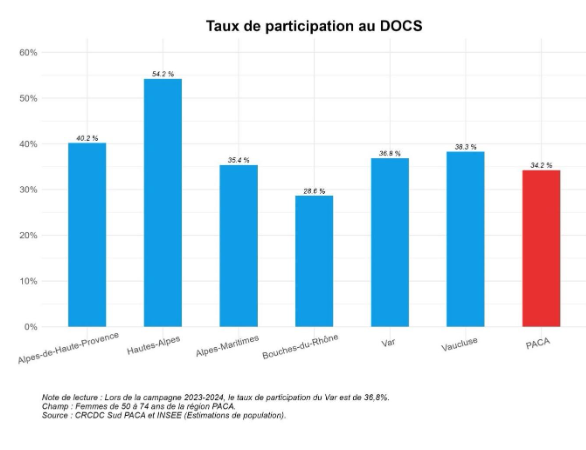 Taux de participation au DOCS
60%
50%
40%
30%
20%
10%
0%
40.2 %
54.2 %
35.4 %
28.6 %
36.8 %
38.3 %
34.2 %
Alpes-de-Haute-Provence
Hautes-Alpes
Alpes-Maritimes
Bouches-du-Rhône
Var
Vaucluse
PACA
Note de lecture : Lors de la campagne 2023-2024, le taux de participation du Var est de 36,8%.
Champ : Femmes de 50 à 74 ans de la région PACA.
Source : CRCDC Sud PACA et INSEE (Estimations de population).